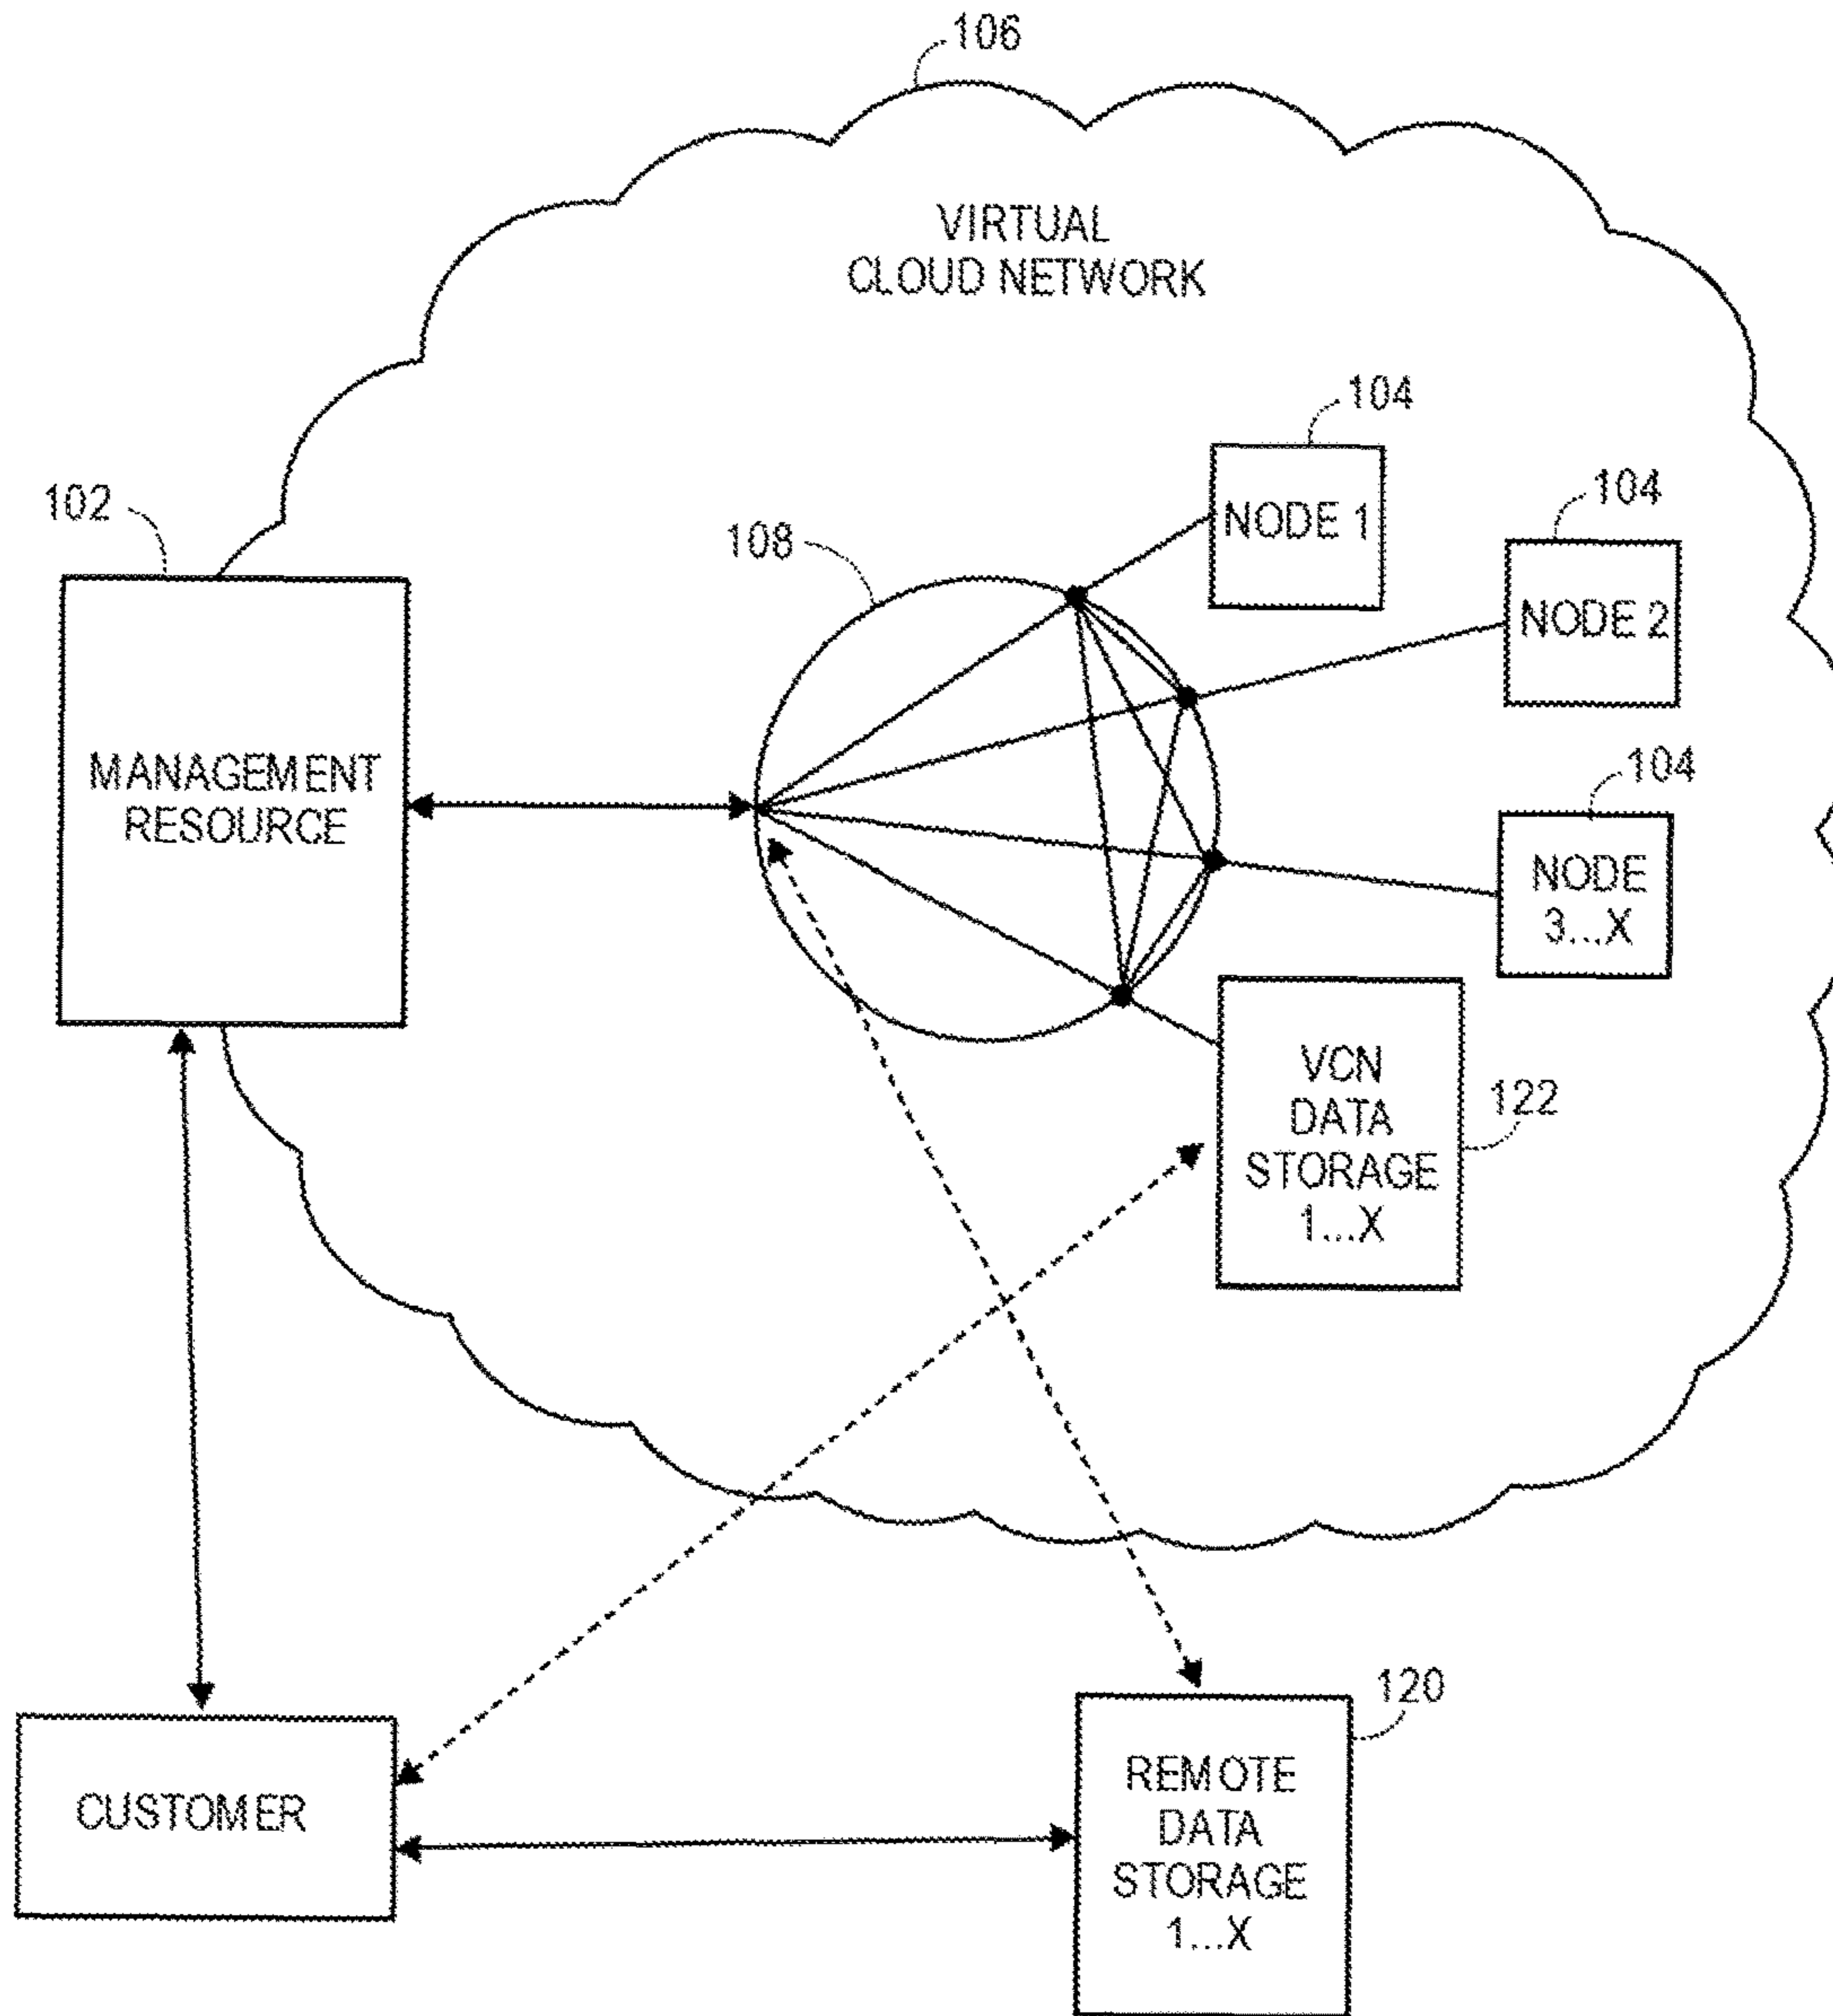 106
VIRTUAL
CLOUD NETWORK
104
NODE 1
104
NODE 2
102
108
MANAGEMENT
RESOURCE
104
NODE
3...X
VCN
DATA
STORAGE
1...X
122
120
CUSTOMER
REMOTE
DATA
STORAGE
1...X